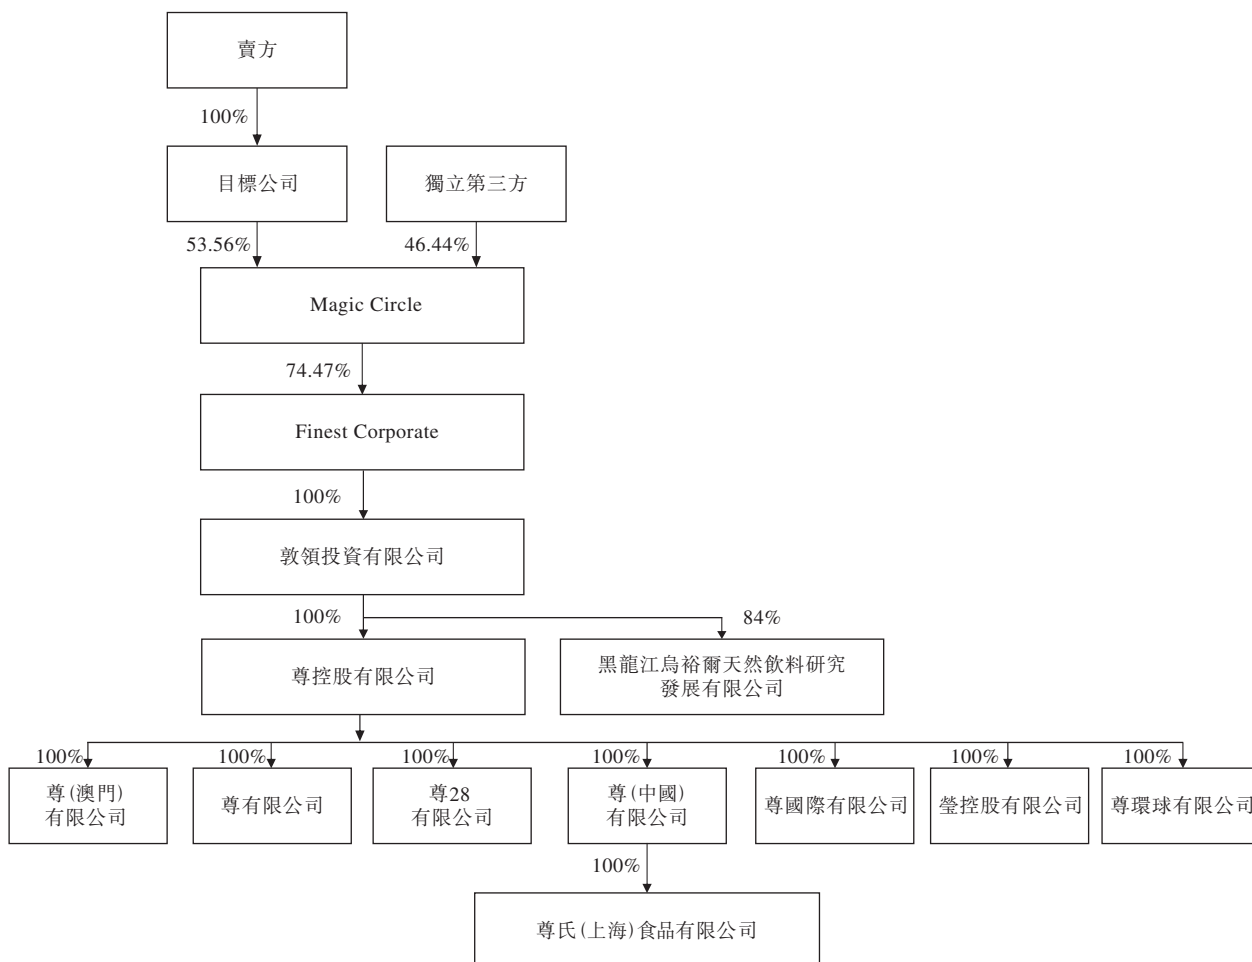 賣方
100%
目標公司
獨立第三方
53.56%
46.44%
Magic Circle
74.47%
Finest Corporate
100%
敦領投資有限公司
100%
84%
尊控股有限公司
黑龍江烏裕爾天然飲料研究
發展有限公司
100%
100%
100%
100%
100%
100%
100%
尊(澳門)
有限公司
尊有限公司
尊28
有限公司
尊(中國)
有限公司
尊國際有限公司
瑩控股有限公司
尊環球有限公司
100%
尊氏(上海)食品有限公司